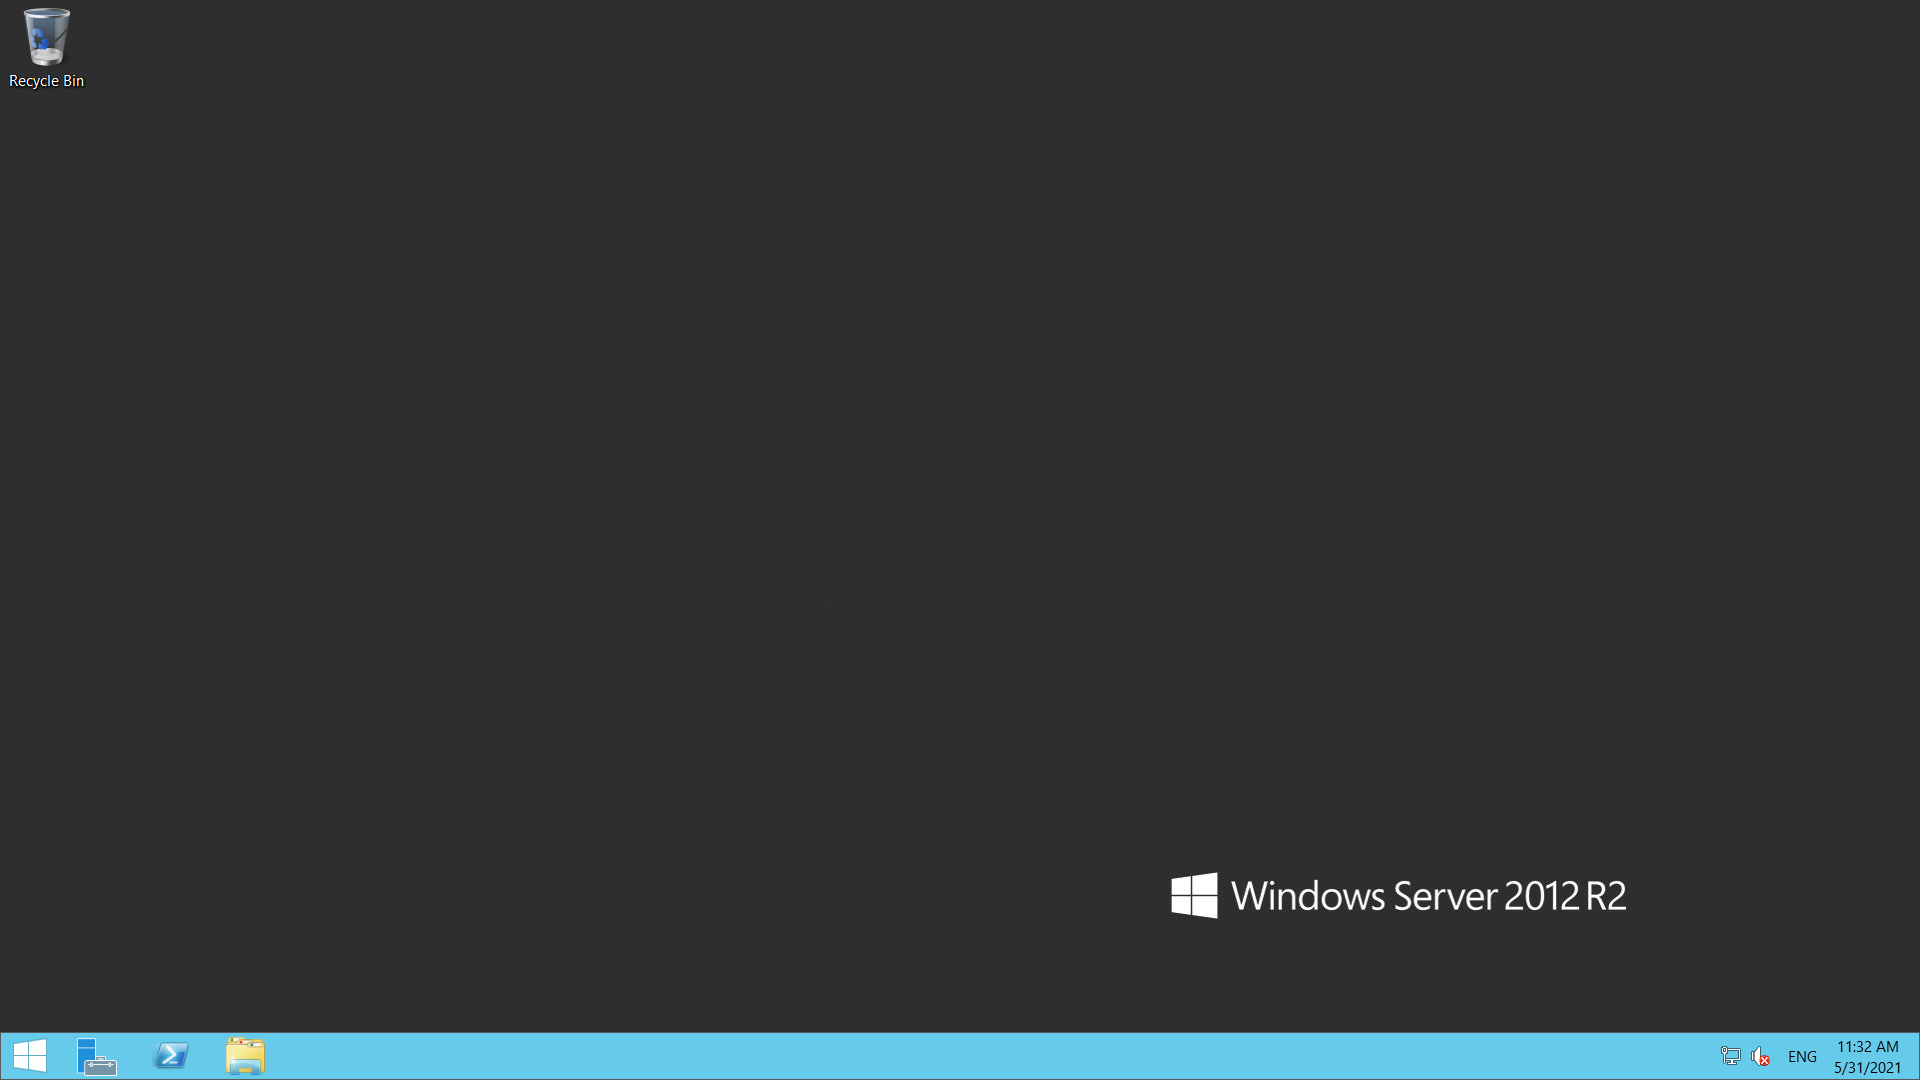 Recycle Bin
Windows Server 2012 R2
ENG
11:32 AM
5/31/2021